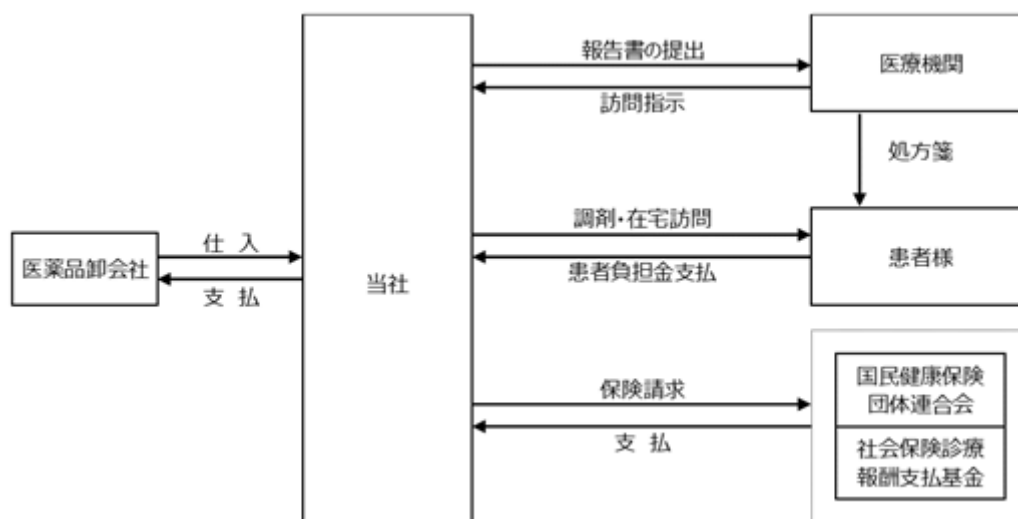 報告書の提出
医療機関
訪問指示
処方箋
調剤・在宅訪問
患者様
患者負担金支払
仕 入
医薬品卸会社
支 払
当社
保険請求
支 払
国民健康保険
団体連合会
社会保険診療
報酬支払基金